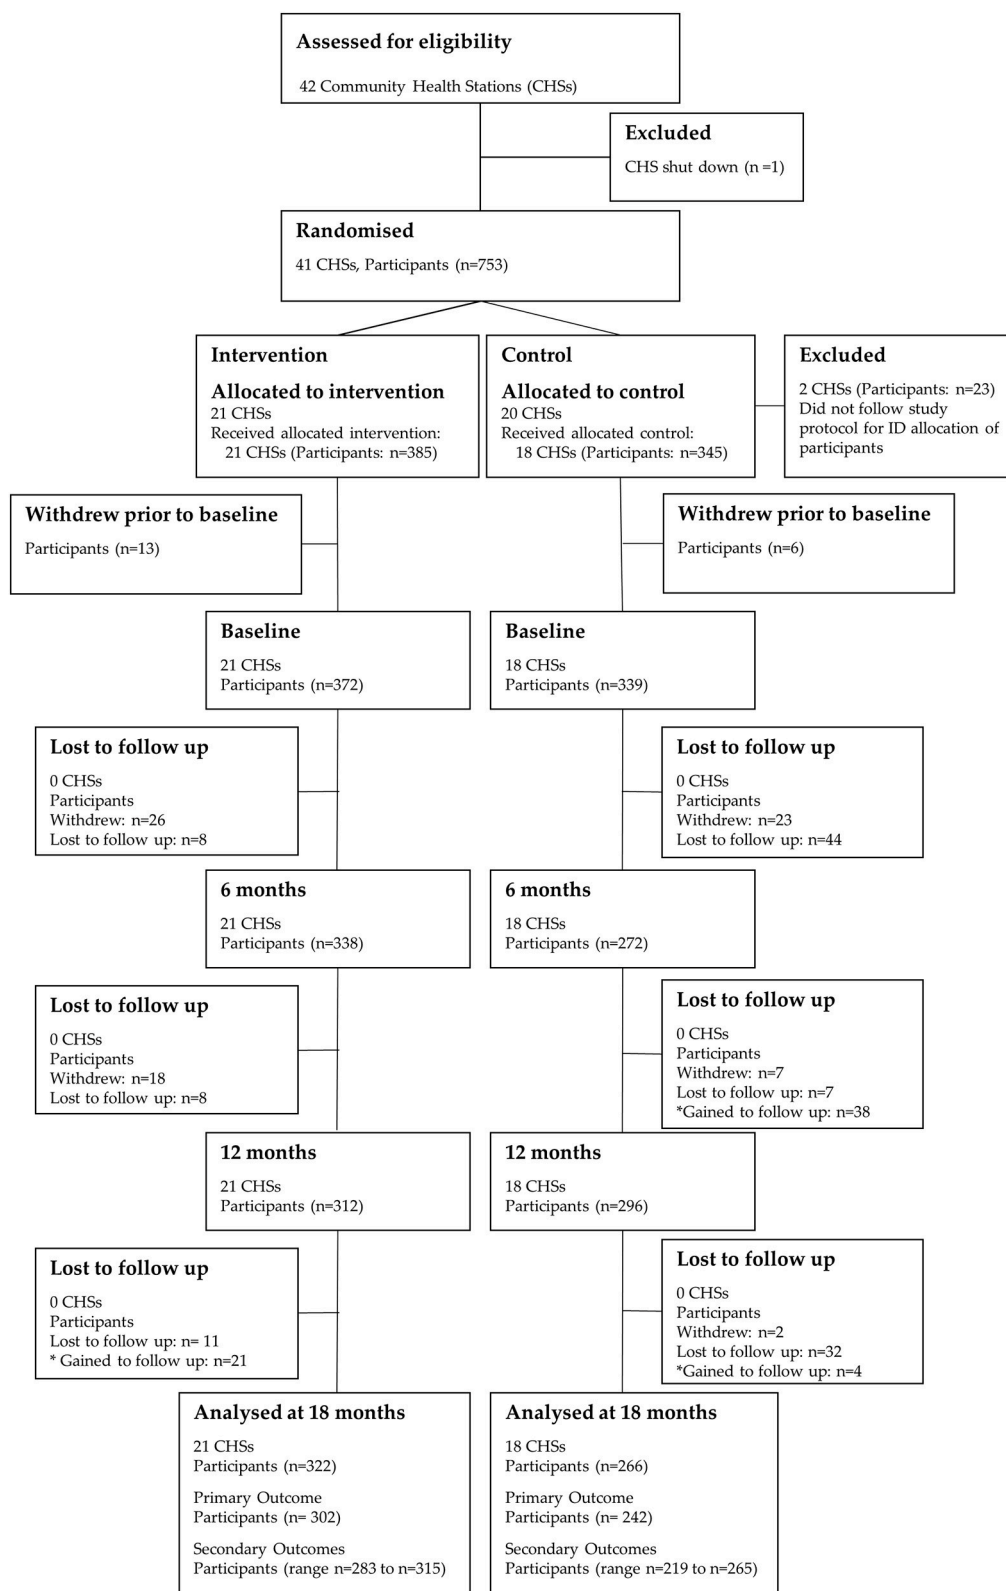 Assessed for eligibility
42 Community Health Stations (CHSs)
Excluded
CHS shut down (n =1)
Randomised
41 CHSs, Participants (n=753)
Intervention
Allocated to intervention
21 CHSs
Received allocated intervention:
21 CHSs (Participants: n=385)
Control
Allocated to control
20 CHSs
Received allocated control:
18 CHSs (Participants: n=345)
Excluded
2 CHSs (Participants: n=23)
Did not follow study
protocol for ID allocation of
participants
Withdrew prior to baseline
Participants (n=13)
Withdrew prior to baseline
Participants (n=6)
Baseline
21 CHSs
Participants (n=372)
Baseline
18 CHSs
Participants (n=339)
Lost to follow up
0 CHSs
Participants
Withdrew: n=26
Lost to follow up: n=8
Lost to follow up
0 CHSs
Participants
Withdrew: n=23
Lost to follow up: n=44
6 months
21 CHSs
Participants (n=338)
6 months
18 CHSs
Participants (n=272)
Lost to follow up
0 CHSs
Participants
Withdrew: n=18
Lost to follow up: n=8
Lost to follow up
0 CHSs
Participants
Withdrew: n=7
Lost to follow up: n=7
*Gained to follow up: n=38
12 months
21 CHSs
Participants (n=312)
12 months
18 CHSs
Participants (n=296)
Lost to follow up
0 CHSs
Participants
Lost to follow up: n= 11
* Gained to follow up: n=21
Lost to follow up
0 CHSs
Participants
Withdrew: n=2
Lost to follow up: n=32
*Gained to follow up: n=4
Analysed at 18 months
21 CHSs
Participants (n=322)
Primary Outcome
Participants (n= 302)
Secondary Outcomes
Participants (range n=283 to n=315)
Analysed at 18 months
18 CHSs
Participants (n=266)
Primary Outcome
Participants (n= 242)
Secondary Outcomes
Participants (range n=219 to n=265)